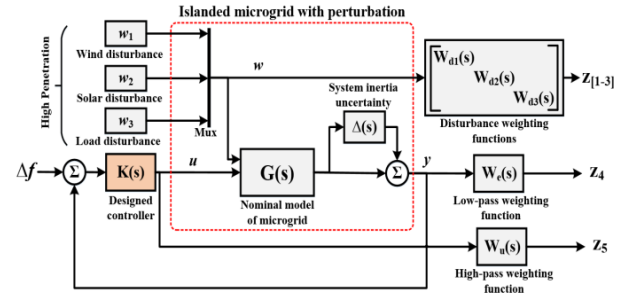 Islanded microgrid with perturbation
High Penetration
w1
Wind disturbance
w2
Solar disturbance
w3
Load disturbance
Mux
w
System inertia
uncertainty
Δ(s)
Wd1(s)
Wd2(s)
Wd3(s)
Disturbance weighting
functions
Z[1-3]
Δf
Σ
K(s)
Designed
controller
u
G(s)
Nominal model
of microgrid
Σ
y
We(s)
Low-pass weighting
function
Z4
Wu(s)
High-pass weighting
function
Z5